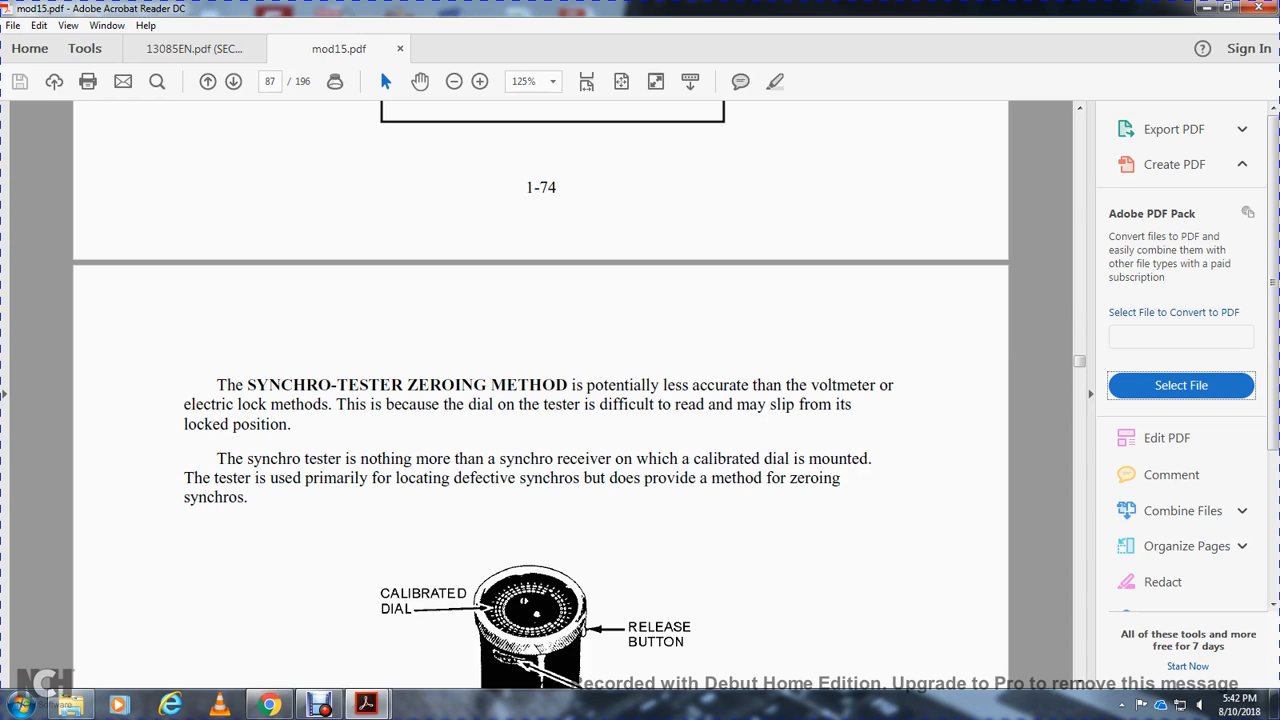 mod15.pdf - Adobe Acrobat Reader DC
File Edit View Window Help
Home Tools 13085EN.pdf (SEC... mod15.pdf × Sign In
87 / 196 125%
1-74
The SYNCHRO-TESTER ZEROING METHOD is potentially less accurate than the voltmeter or
electric lock methods. This is because the dial on the tester is difficult to read and may slip from its
locked position.
The synchro tester is nothing more than a synchro receiver on which a calibrated dial is mounted.
The tester is used primarily for locating defective synchros but does provide a method for zeroing
synchros.
CALIBRATED
DIAL
RELEASE
BUTTON
Export PDF
Create PDF
Adobe PDF Pack
Convert files to PDF and
easily combine them with
other file types with a paid
subscription
Select File to Convert to PDF
Select File
Edit PDF
Comment
Combine Files
Organize Pages
Redact
All of these tools and more
free for 7 days
Start Now
NCH
Software
Recorded with Debut Home Edition. Upgrade to Pro to remove this message
5:42 PM
8/10/2018